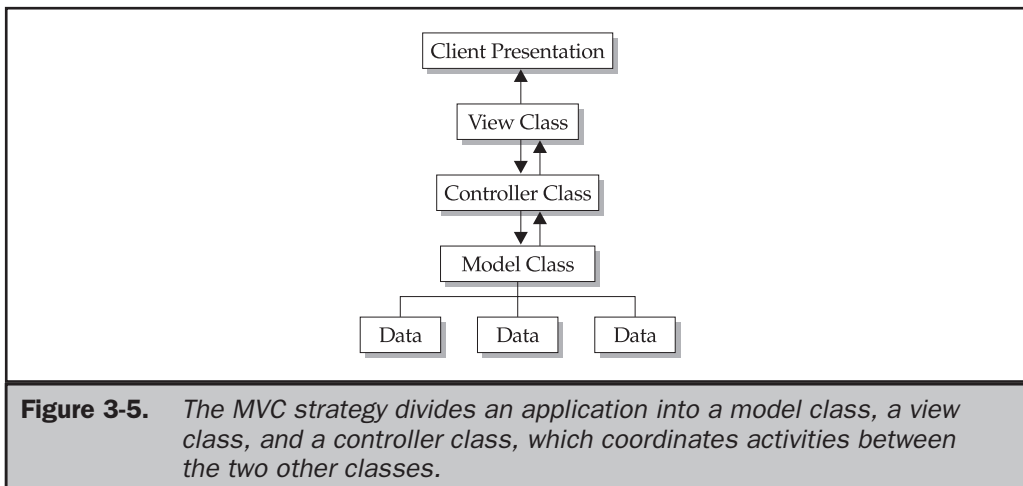 Client Presentation
View Class
Controller Class
Model Class
Data Data Data
Figure 3-5. The MVC strategy divides an application into a model class, a view
class, and a controller class, which coordinates activities between
the two other classes.